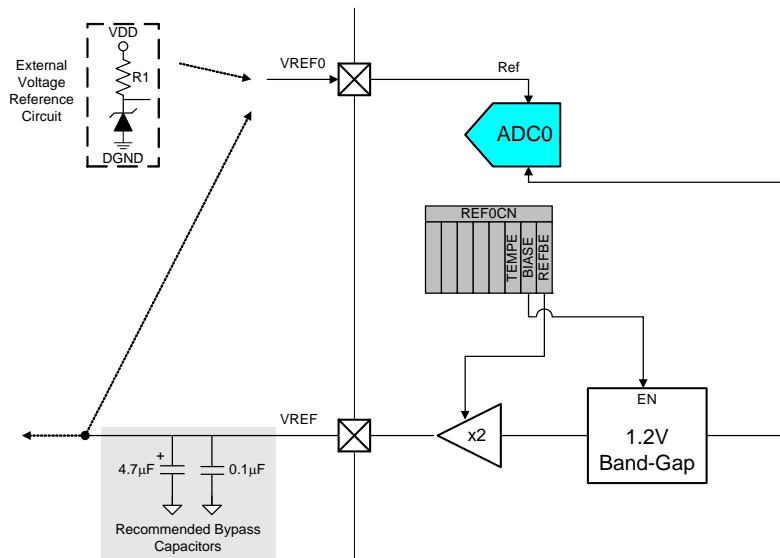 VDD
External
Voltage
Reference
Circuit
R1
DGND
VREF0
Ref
ADC0
REF0CN
TEMPE
BIASE
REFBE
EN
VREF
x2
1.2V
Band-Gap
+
4.7µF
0.1µF
Recommended Bypass
Capacitors